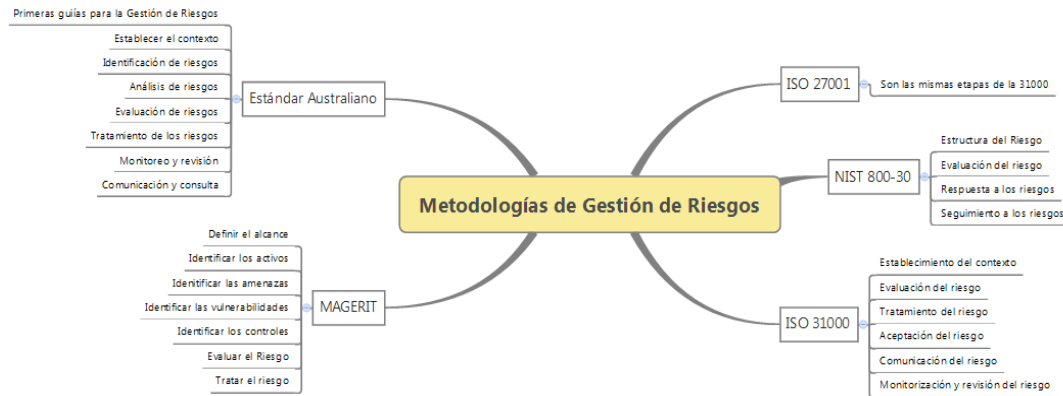 Primeras guiías para la Gestión de Riesgos
Establecer el contexto
Identificación de riesgos
Análisis de riesgos
Evaluación de riesgos
Tratamiento de los riesgos
Monitoreo y revisión
Comunicación y consulta
Estándar Australiano
Definir el alcance
Identificar los activos
Idenitificar las amenazas
Identificar las vulnerabilidades
Identificar los controles
Evaluar el Riesgo
Tratar el riesgo
MAGERIT
Metodologías de Gestión de Riesgos
ISO 27001
Son las mismas etapas de la 31000
NIST 800-30
Estructura del Riesgo
Evaluación del riesgo
Respuesta a los riesgos
Seguimiento a los riesgos
ISO 31000
Establecimiento del contexto
Evaluación del riesgo
Tratamiento del riesgo
Aceptación del riesgo
Comunicación del riesgo
Monitorización y revisión del riesgo